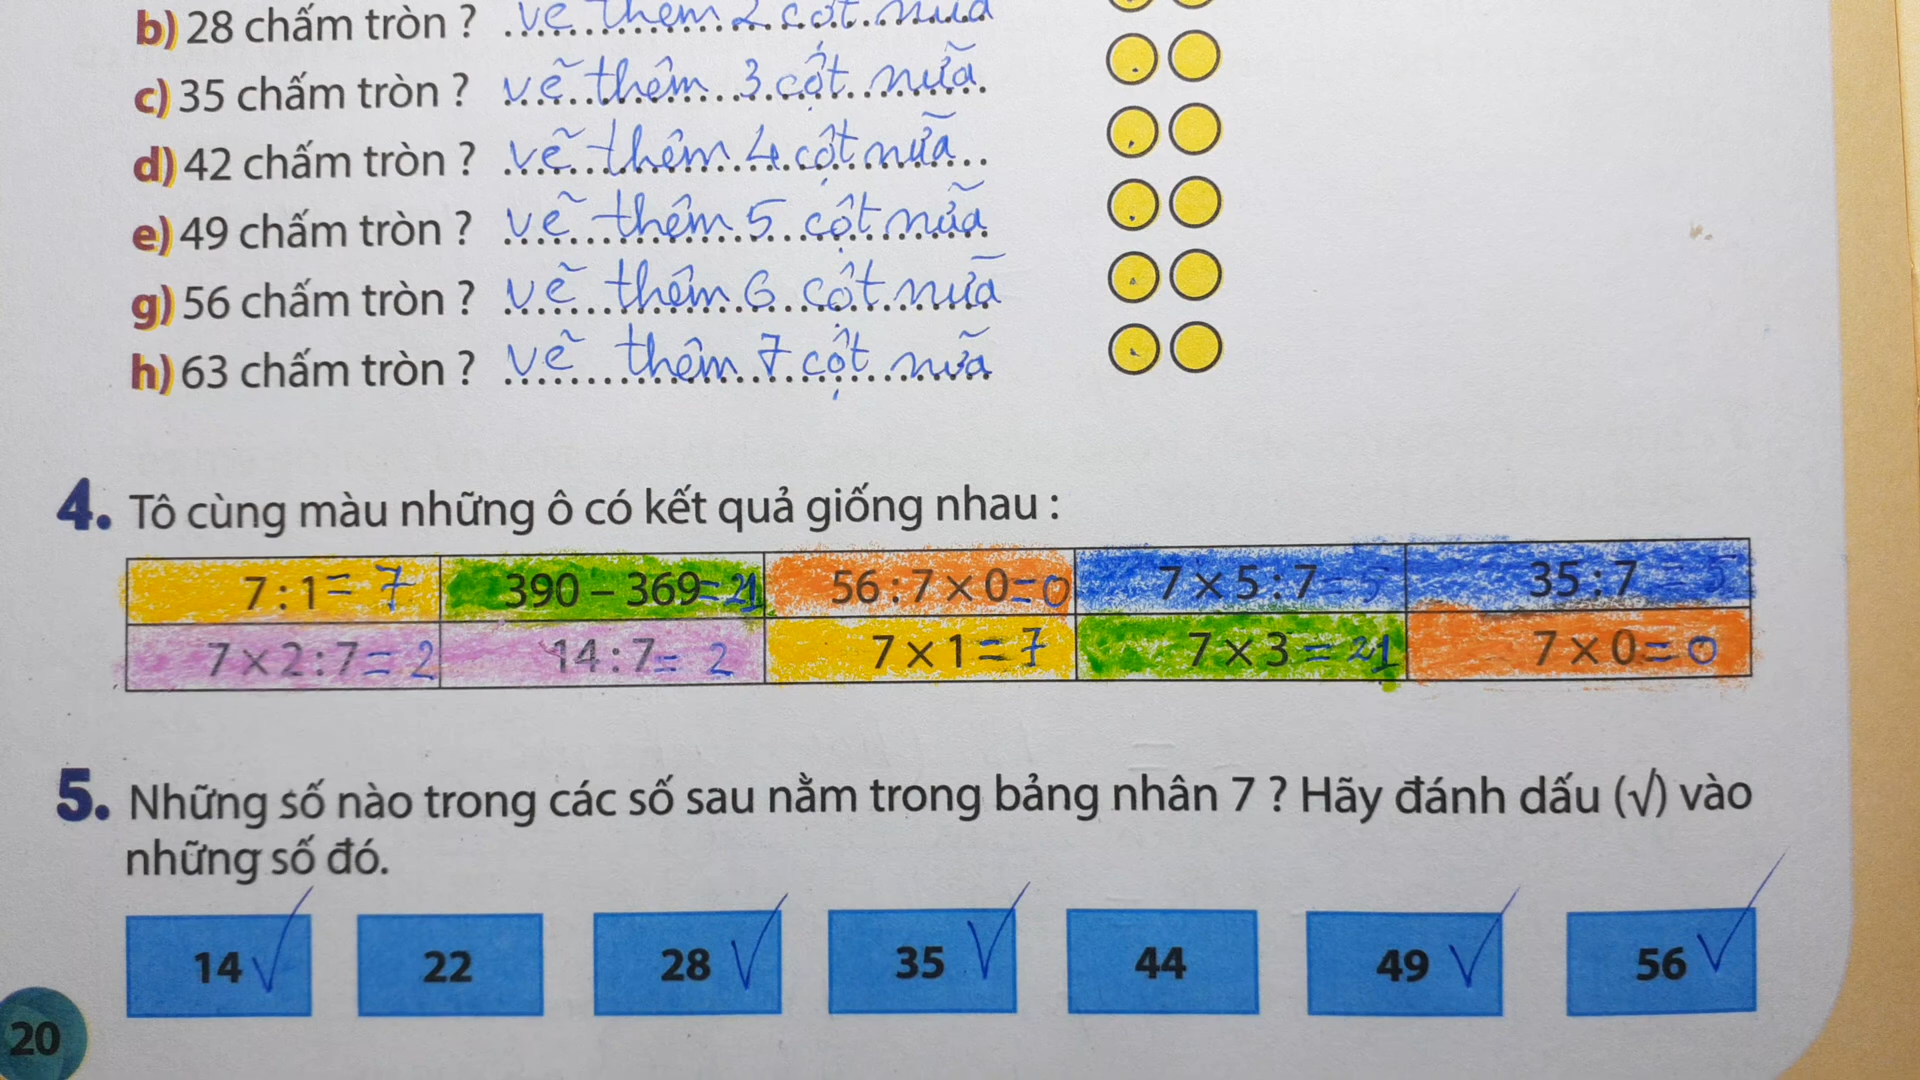 b) 28 chấm tròn ? vẽ thêm 2 cột nữa
c) 35 chấm tròn ? vẽ thêm 3 cột nữa
d) 42 chấm tròn ? vẽ thêm 4 cột nữa
e) 49 chấm tròn ? vẽ thêm 5 cột nửa
g) 56 chấm tròn ? vẽ thêm 6 cột nữa
h) 63 chấm tròn ? vẽ thêm 7 cột nữa
4. Tô cùng màu những ô có kết quả giống nhau :
7 : 1 = 7 390 – 369 = 21 56 : 7 × 0 = 0 7 × 5 : 7 = 5 35 : 7 = 5
7 × 2 : 7 = 2 14 : 7 = 2 7 × 1 = 7 7 × 3 = 21 7 × 0 = 0
5. Những số nào trong các số sau nằm trong bảng nhân 7 ? Hãy đánh dấu (√) vào
những số đó.
14 √ 22 28 √ 35 √ 44 49 √ 56 √
20